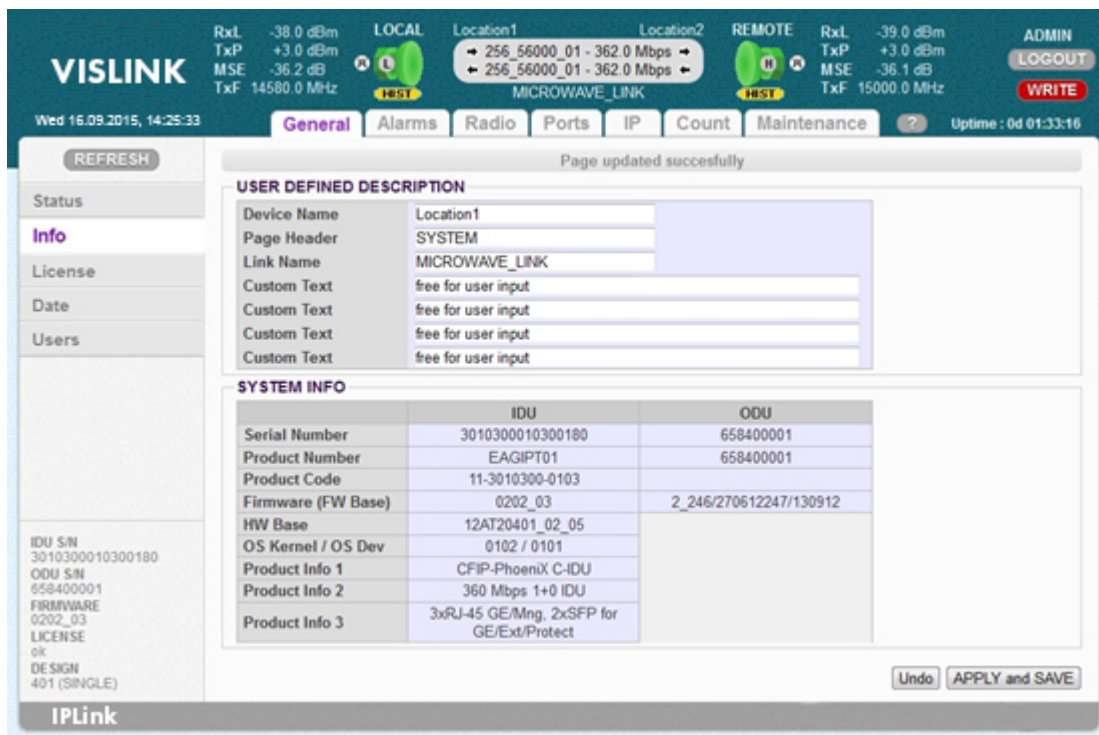 VISLINK
RxL -38.0 dBm
TxP +3.0 dBm
MSE -36.2 dB
TxF 14580.0 MHz
LOCAL
R L
HIST
Location1 Location2
→ 256_56000_01 - 362.0 Mbps →
← 256_56000_01 - 362.0 Mbps ←
MICROWAVE_LINK
REMOTE
H R
HIST
RxL -39.0 dBm
TxP +3.0 dBm
MSE -36.1 dB
TxF 15000.0 MHz
ADMIN
LOGOUT
WRITE
Wed 16.09.2015, 14:25:33
General Alarms Radio Ports IP Count Maintenance ? Uptime : 0d 01:33:16
REFRESH
Status
Info
License
Date
Users
IDU S/N
3010300010300180
ODU S/N
658400001
FIRMWARE
0202_03
LICENSE
ok
DESIGN
401 (SINGLE)
Page updated succesfully
USER DEFINED DESCRIPTION
Device Name Location1
Page Header SYSTEM
Link Name MICROWAVE_LINK
Custom Text free for user input
Custom Text free for user input
Custom Text free for user input
Custom Text free for user input
SYSTEM INFO
IDU ODU
Serial Number 3010300010300180 658400001
Product Number EAGIPT01 658400001
Product Code 11-3010300-0103
Firmware (FW Base) 0202_03 2_246/270612247/130912
HW Base 12AT20401_02_05
OS Kernel / OS Dev 0102 / 0101
Product Info 1 CFIP-PhoeniX C-IDU
Product Info 2 360 Mbps 1+0 IDU
Product Info 3 3xRJ-45 GE/Mng, 2xSFP for
GE/Ext/Protect
Undo APPLY and SAVE
IPLink